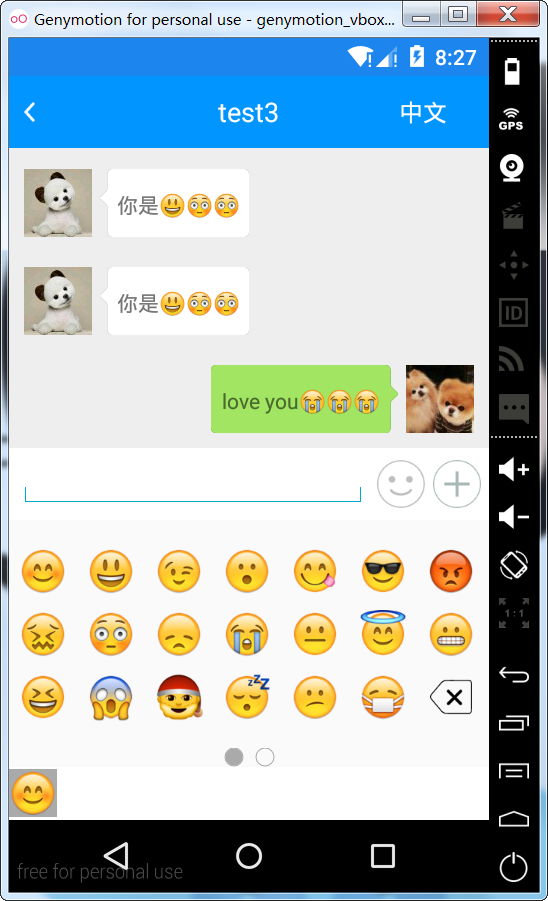 Genymotion for personal use - genymotion_vbox...
8:27
test3
中文
GPS
你是😃😳😳
你是😃😳😳
ID
love you😭😭😭
1:1
free for personal use